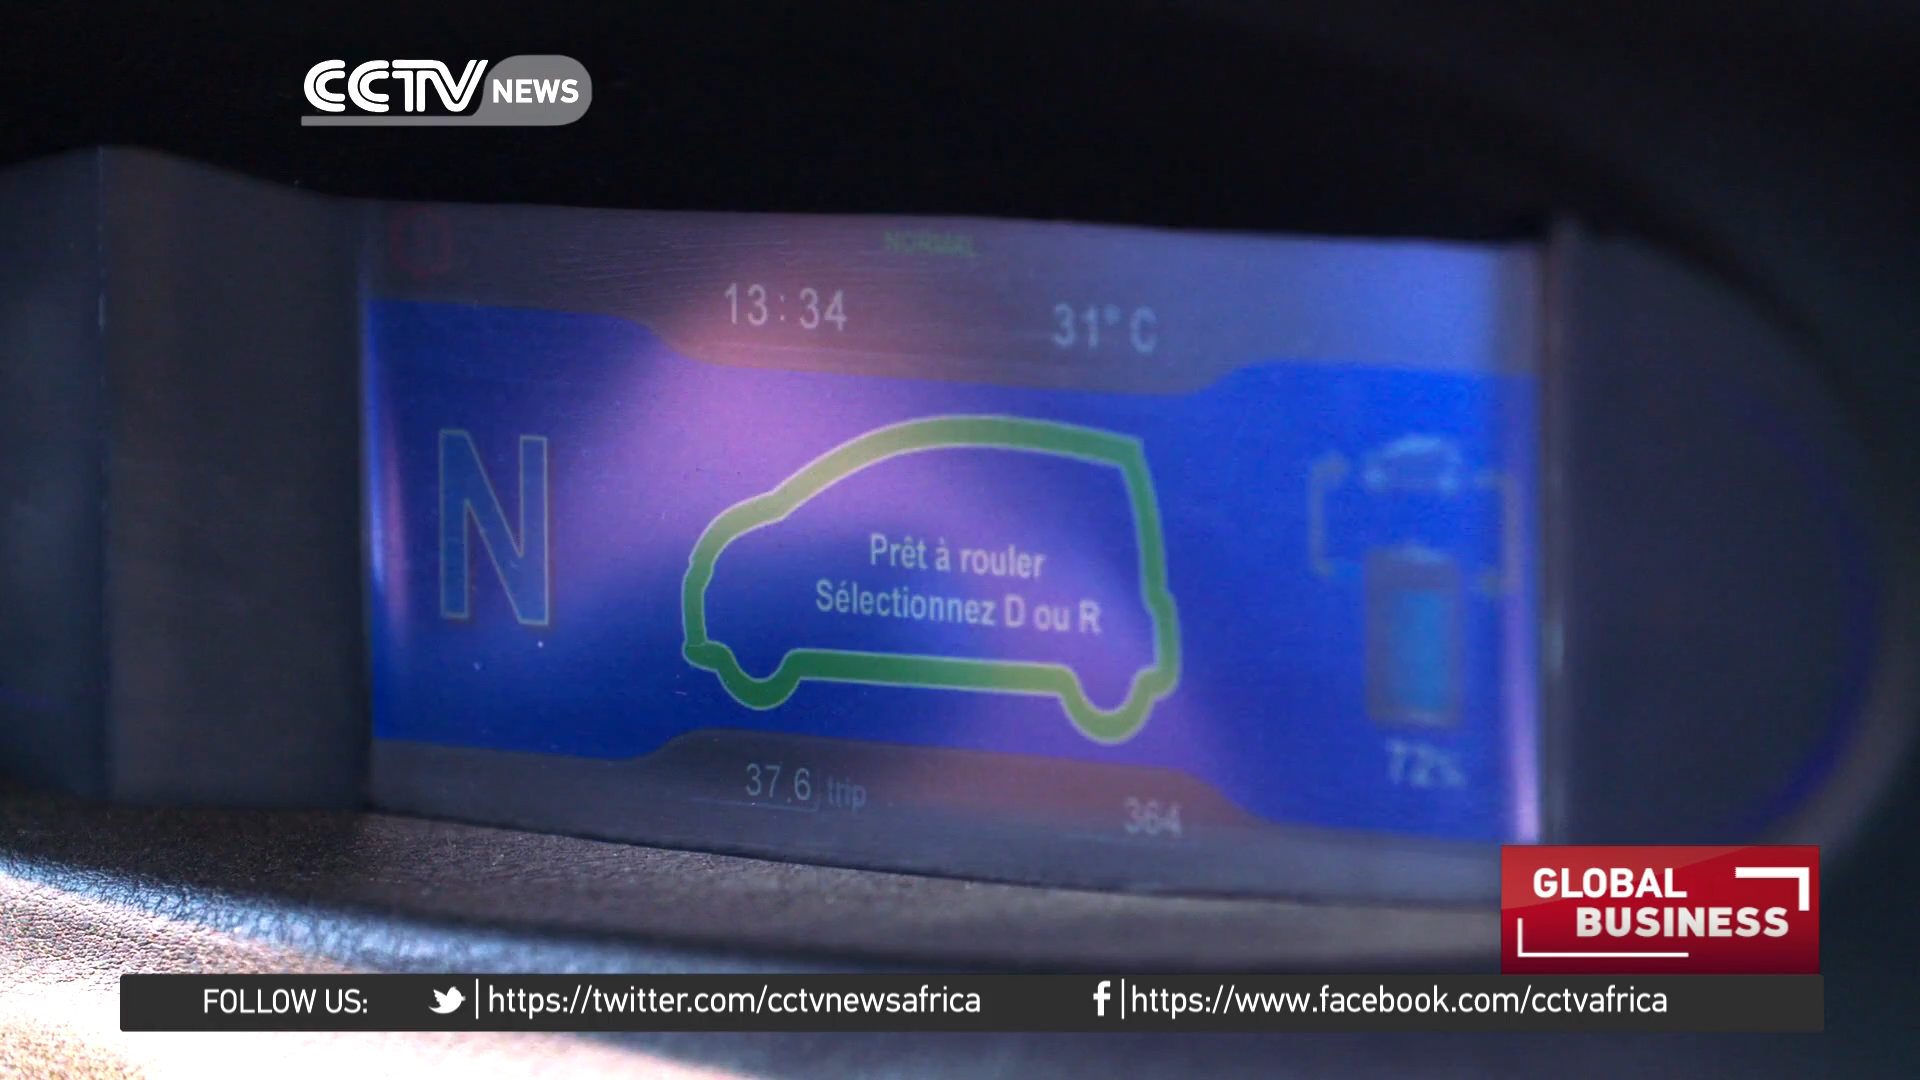 CCTV NEWS
NORMAL
13:34
31°C
N
Prêt à rouler
Sélectionnez D ou R
72%
37.6 trip
364
GLOBAL
BUSINESS
FOLLOW US: https://twitter.com/cctvnewsafrica https://www.facebook.com/cctvafrica